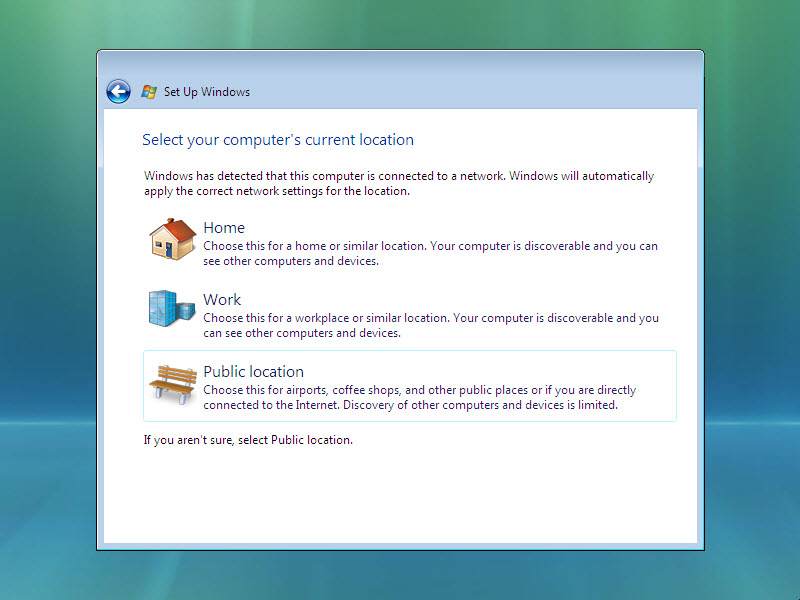 Set Up Windows
Select your computer's current location
Windows has detected that this computer is connected to a network. Windows will automatically
apply the correct network settings for the location.
Home
Choose this for a home or similar location. Your computer is discoverable and you can
see other computers and devices.
Work
Choose this for a workplace or similar location. Your computer is discoverable and you
can see other computers and devices.
Public location
Choose this for airports, coffee shops, and other public places or if you are directly
connected to the Internet. Discovery of other computers and devices is limited.
If you aren't sure, select Public location.